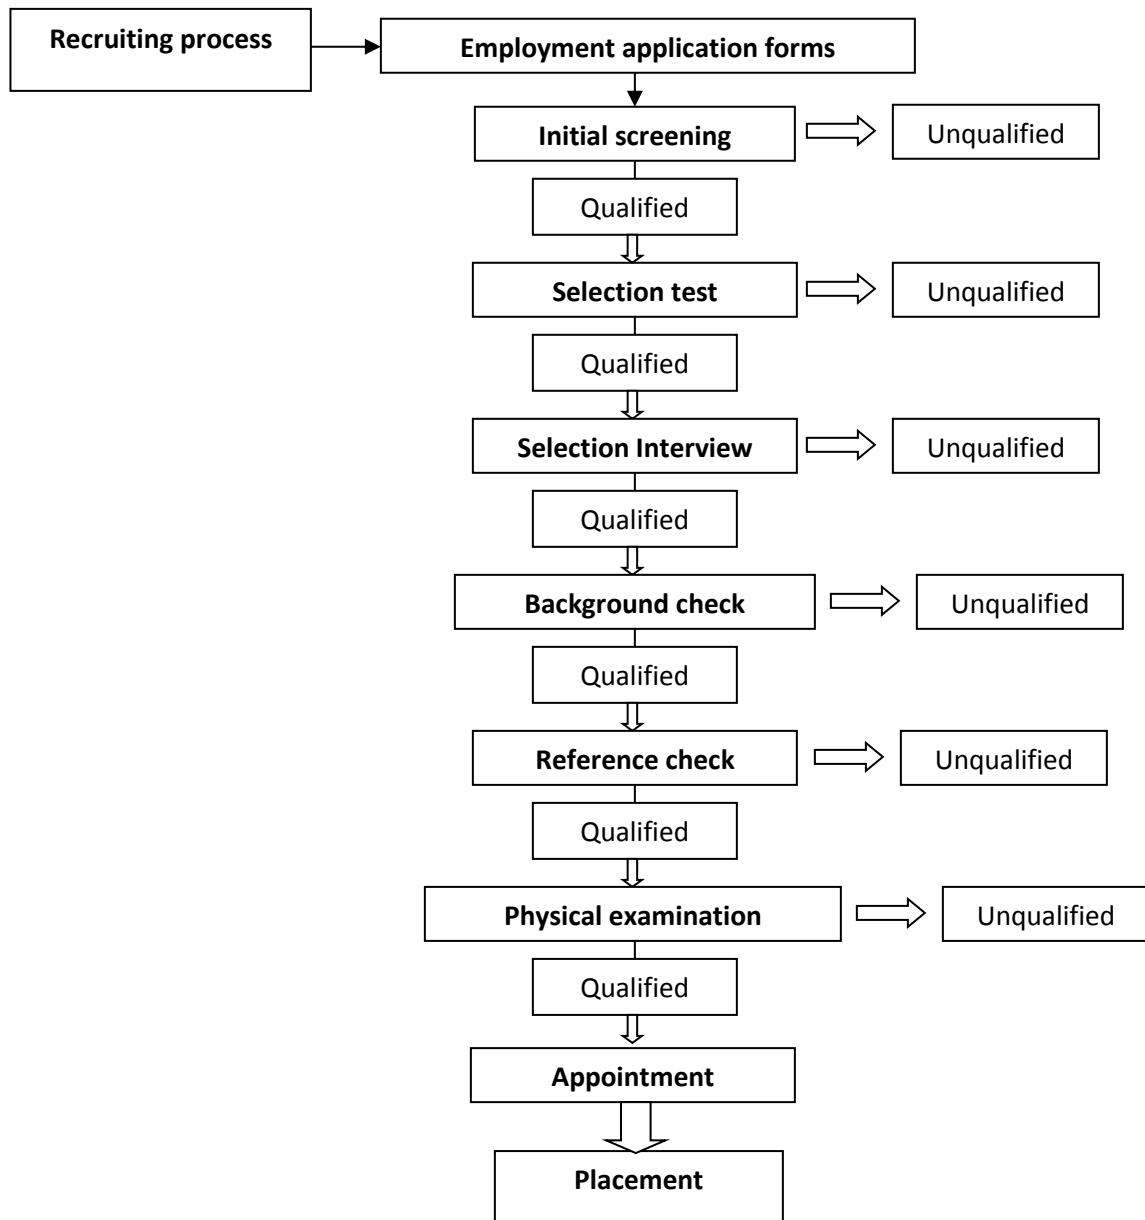 Recruiting process
Employment application forms
Initial screening
Unqualified
Qualified
Selection test
Unqualified
Qualified
Selection Interview
Unqualified
Qualified
Background check
Unqualified
Qualified
Reference check
Unqualified
Qualified
Physical examination
Unqualified
Qualified
Appointment
Placement